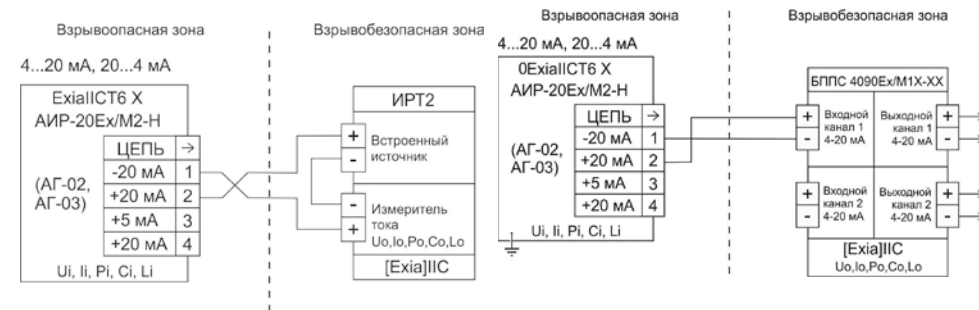 Взрывоопасная зона
Взрывобезопасная зона
4...20 мА, 20...4 мА
ExiaIICT6 X
АИР-20Ex/M2-H
ЦЕПЬ →
-20 мА 1
+20 мА 2
+5 мА 3
+20 мА 4
(АГ-02,
АГ-03)
Ui, Ii, Pi, Ci, Li
ИРТ2
+
-
Встроенный
источник
-
+
Измеритель
тока
Uo,Io,Po,Co,Lo
[Exia]IIC
Взрывоопасная зона
Взрывобезопасная зона
4...20 мА, 20...4 мА
0ExiaIICT6 X
АИР-20Ex/M2-H
ЦЕПЬ →
-20 мА 1
+20 мА 2
+5 мА 3
+20 мА 4
(АГ-02,
АГ-03)
Ui, Ii, Pi, Ci, Li
БППС 4090Ex/M1X-XX
+
-
Входной
канал 1
4-20 мА
Выходной
канал 1
4-20 мА
+
-
+
-
Входной
канал 2
4-20 мА
Выходной
канал 2
4-20 мА
+
-
[Exia]IIC
Uo,Io,Po,Co,Lo